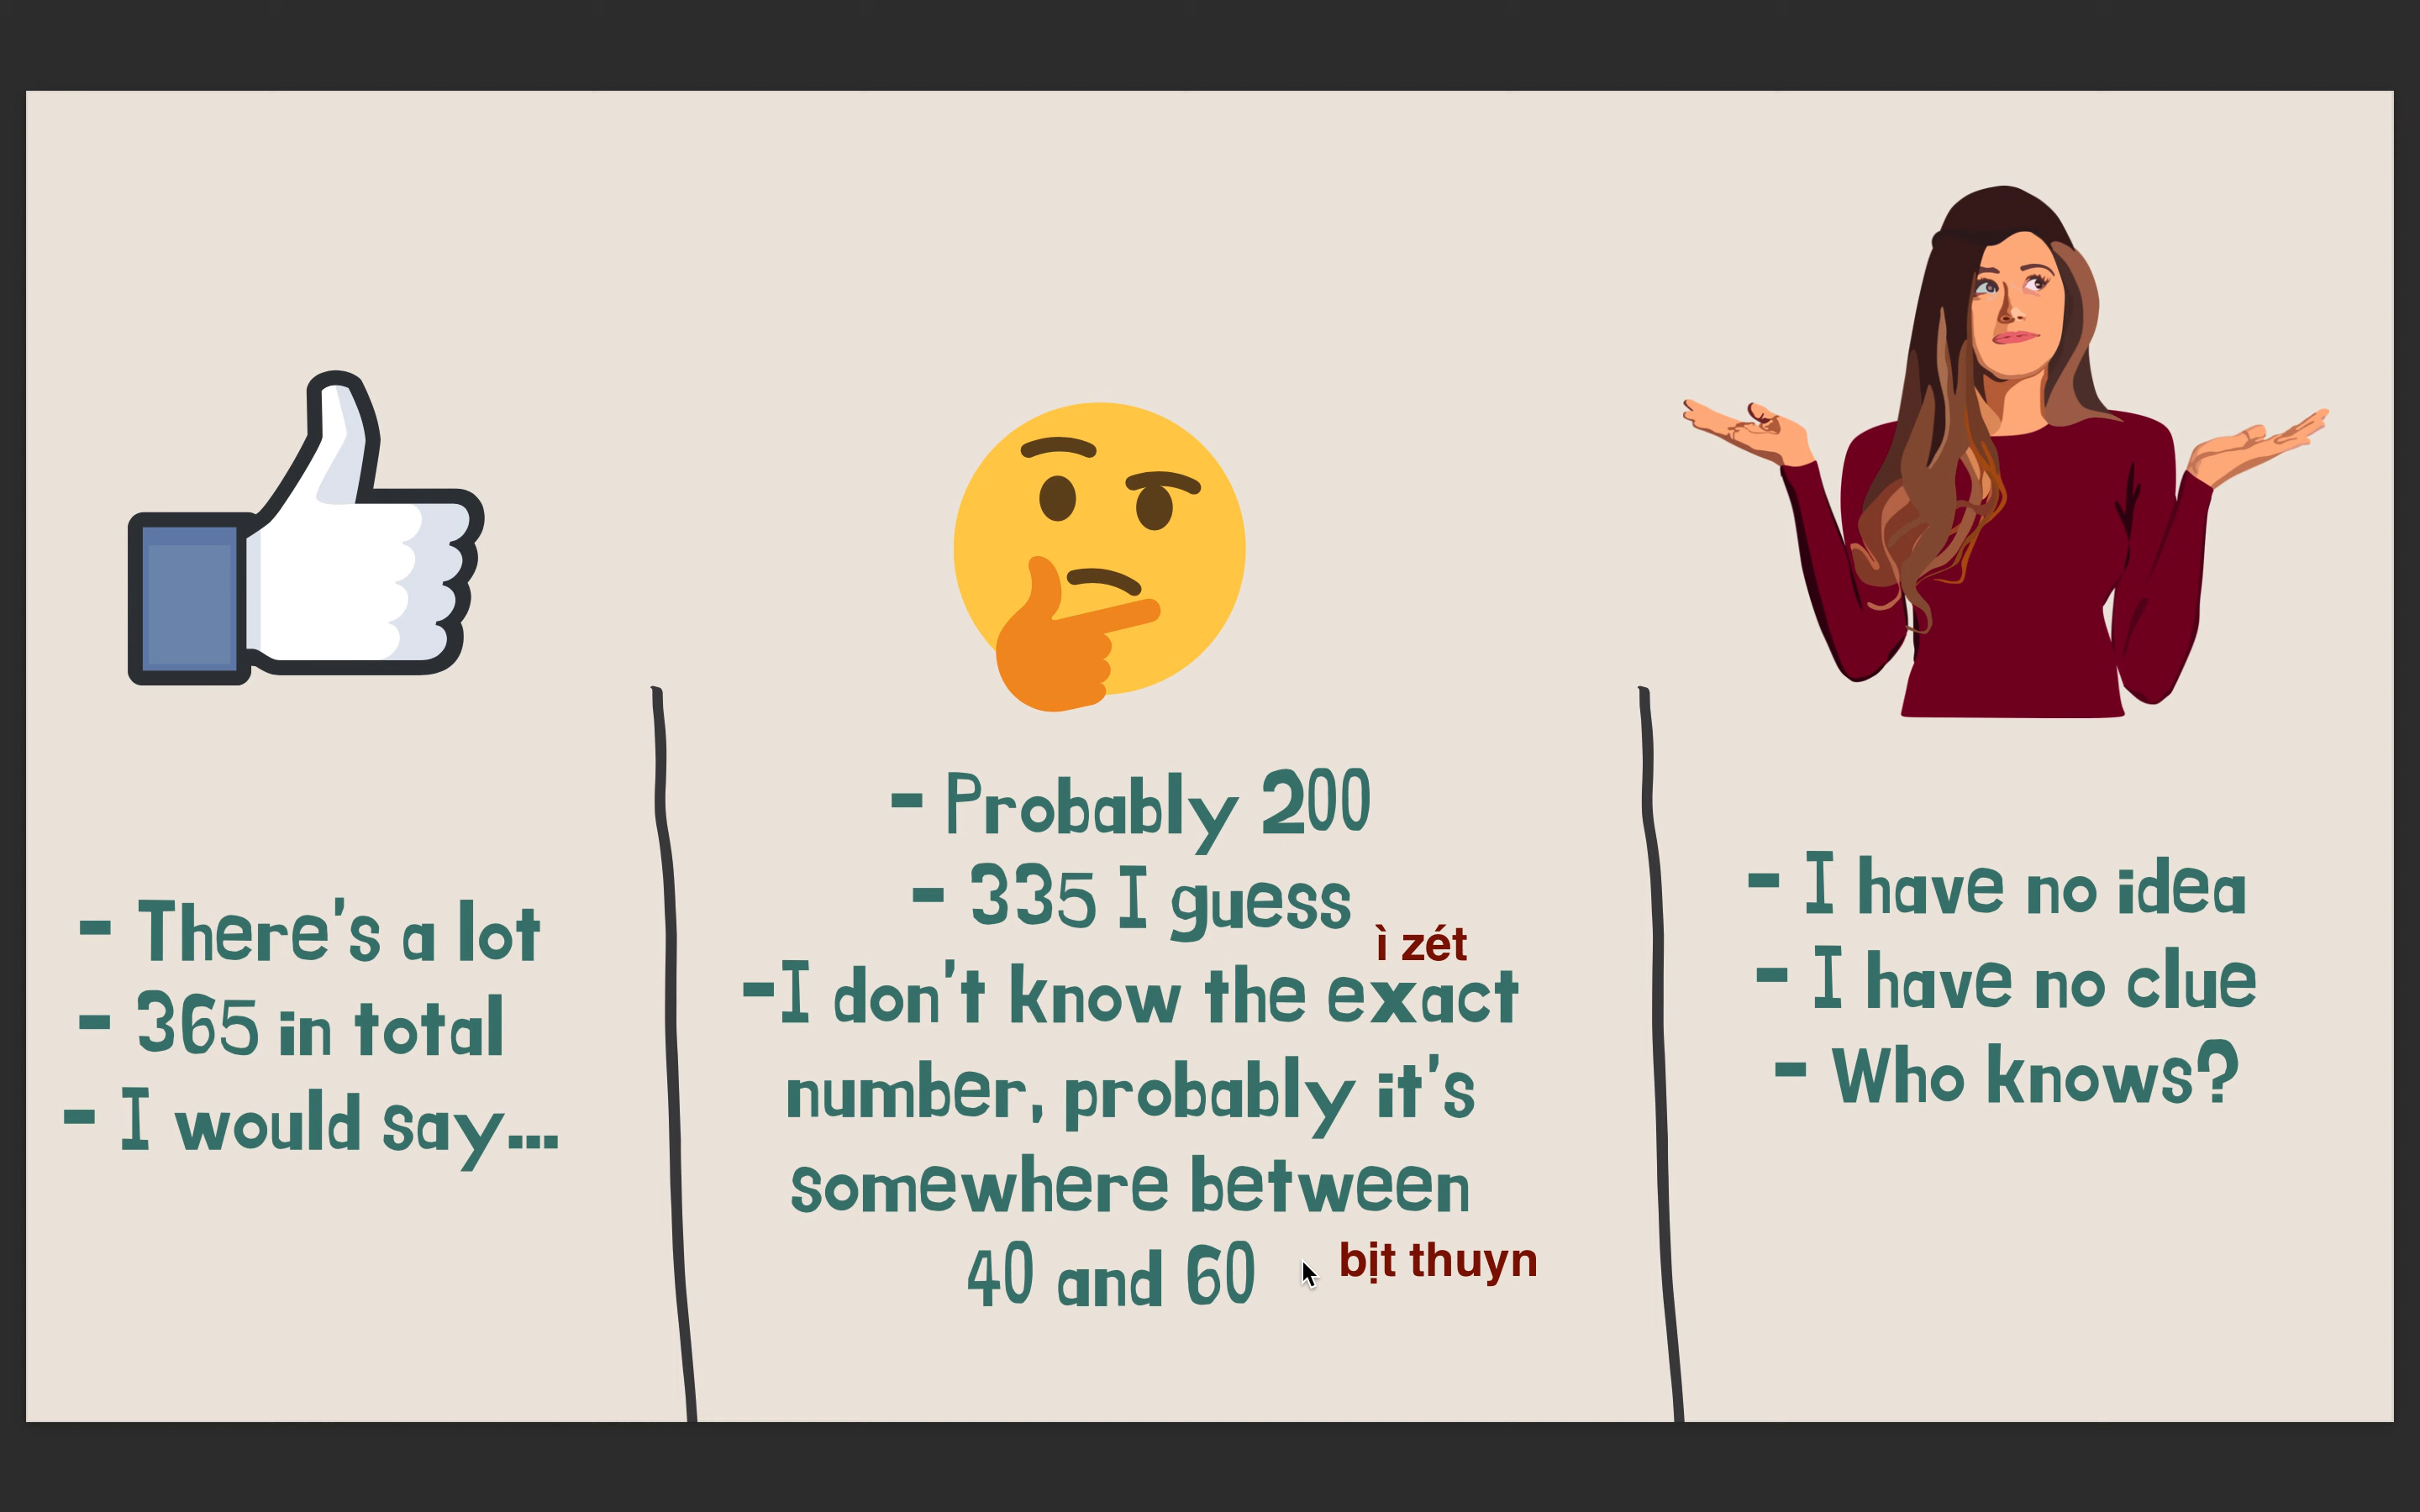 - There's a lot
- 365 in total
- I would say...
- Probably 200
- 335 I guess
ì zét
-I don't know the exact
number, probably it's
somewhere between
40 and 60
bịt thuyn
- I have no idea
- I have no clue
- Who knows?